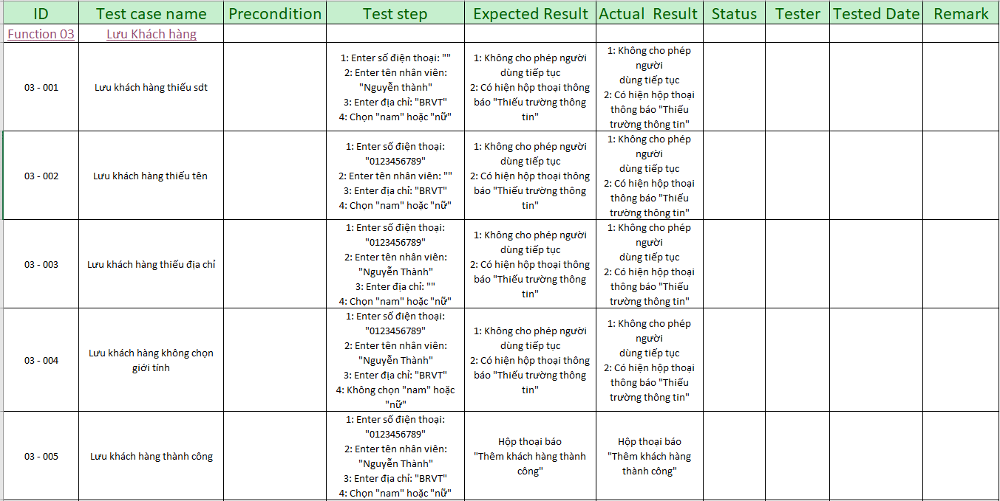 ID Test case name Precondition Test step Expected Result Actual Result Status Tester Tested Date Remark
Function 03 Lưu Khách hàng
03 - 001
Lưu khách hàng thiếu sdt
1: Enter số điện thoại: ""
2: Enter tên nhân viên:
"Nguyễn thành"
3: Enter địa chỉ: "BRVT"
4: Chọn "nam" hoặc "nữ"
1: Không cho phép người
dùng tiếp tục
2: Có hiện hộp thoại thông
báo "Thiếu trường thông
tin"
1: Không cho phép
người
dùng tiếp tục
2: Có hiện hộp thoại
thông báo "Thiếu
trường thông tin"
03 - 002
Lưu khách hàng thiếu tên
1: Enter số điện thoại:
"0123456789"
2: Enter tên nhân viên: ""
3: Enter địa chỉ: "BRVT"
4: Chọn "nam" hoặc "nữ"
1: Không cho phép người
dùng tiếp tục
2: Có hiện hộp thoại thông
báo "Thiếu trường thông
tin"
1: Không cho phép
người
dùng tiếp tục
2: Có hiện hộp thoại
thông báo "Thiếu
trường thông tin"
03 - 003
Lưu khách hàng thiếu địa chỉ
1: Enter số điện thoại:
"0123456789"
2: Enter tên nhân viên:
"Nguyễn Thành"
3: Enter địa chỉ: ""
4: Chọn "nam" hoặc "nữ"
1: Không cho phép người
dùng tiếp tục
2: Có hiện hộp thoại thông
báo "Thiếu trường thông
tin"
1: Không cho phép
người
dùng tiếp tục
2: Có hiện hộp thoại
thông báo "Thiếu
trường thông tin"
03 - 004
Lưu khách hàng không chọn
giới tính
1: Enter số điện thoại:
"0123456789"
2: Enter tên nhân viên:
"Nguyễn Thành"
3: Enter địa chỉ: "BRVT"
4: Không chọn "nam" hoặc
"nữ"
1: Không cho phép người
dùng tiếp tục
2: Có hiện hộp thoại thông
báo "Thiếu trường thông
tin"
1: Không cho phép
người
dùng tiếp tục
2: Có hiện hộp thoại
thông báo "Thiếu
trường thông tin"
03 - 005
Lưu khách hàng thành công
1: Enter số điện thoại:
"0123456789"
2: Enter tên nhân viên:
"Nguyễn Thành"
3: Enter địa chỉ: "BRVT"
4: Chọn "nam" hoặc "nữ"
Hộp thoại báo
"Thêm khách hàng thành
công"
Hộp thoại báo
"Thêm khách hàng
thành công"